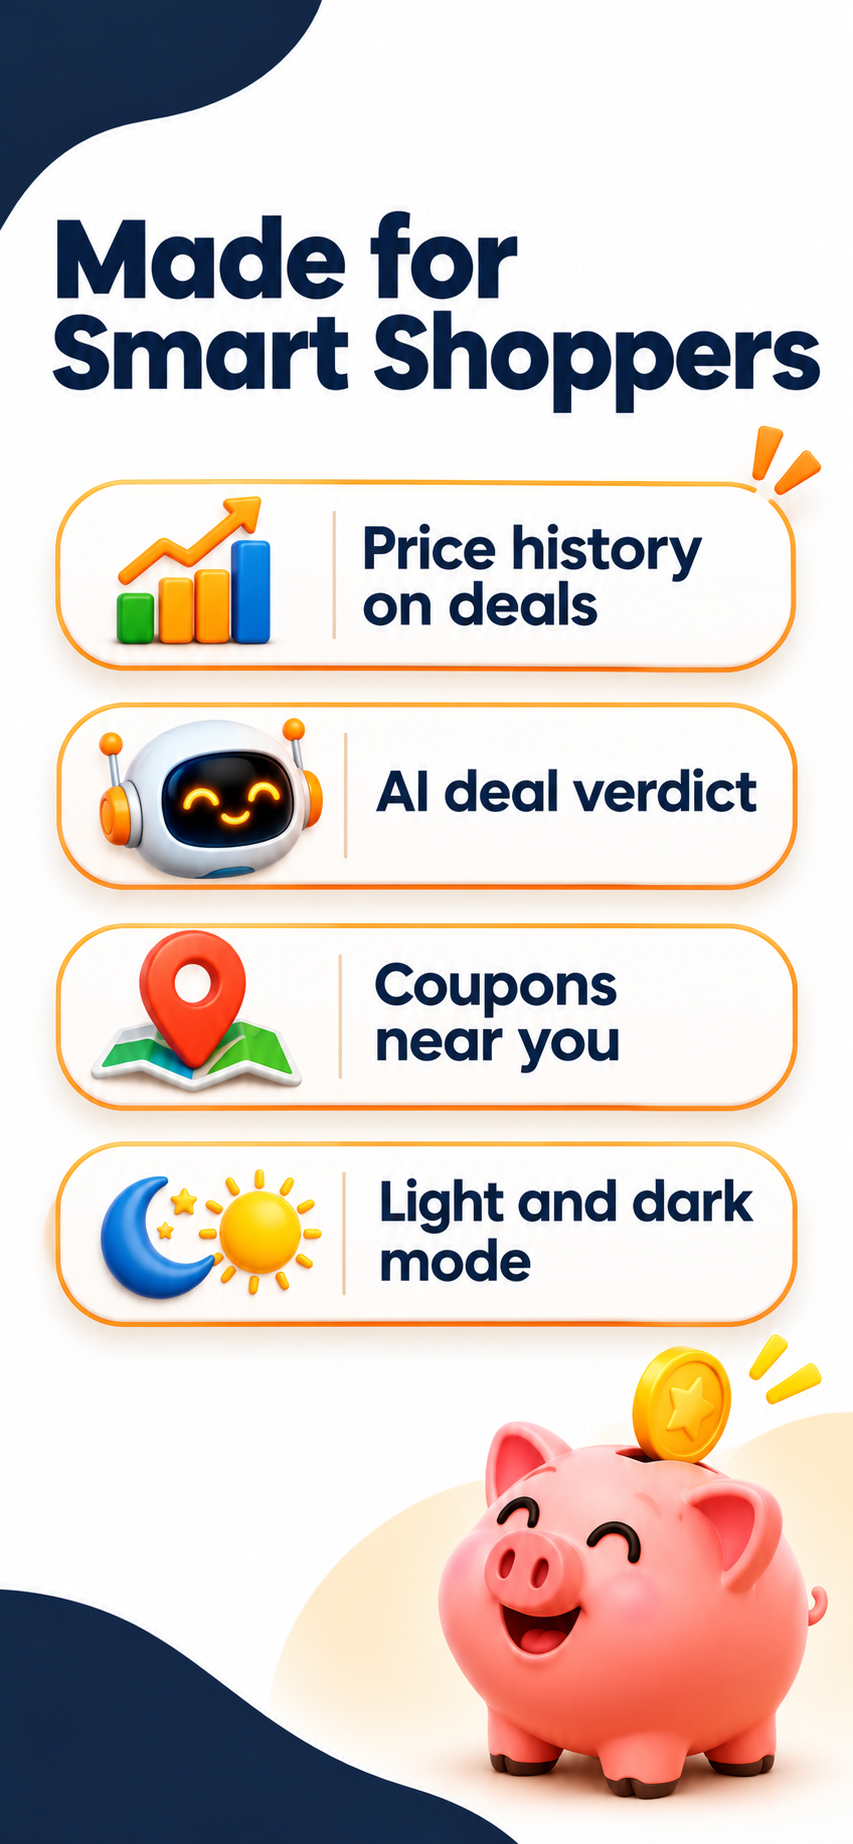 Made for
Smart Shoppers
Price history
on deals
AI deal verdict
Coupons
near you
Light and dark
mode